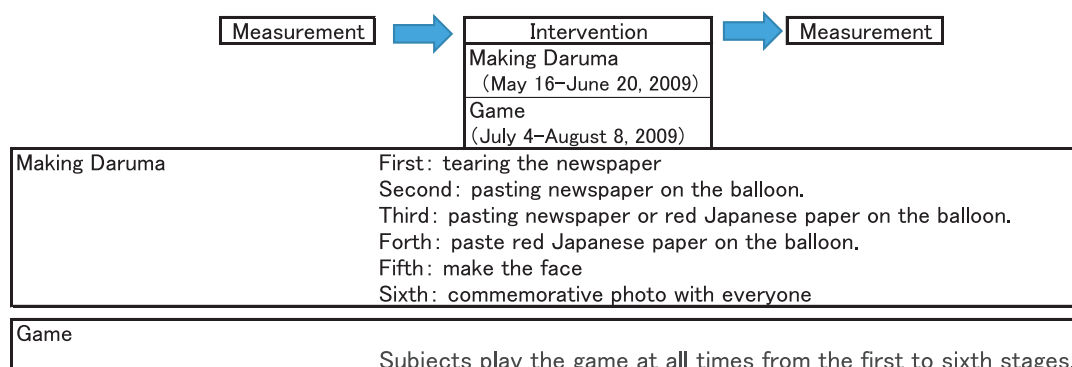 Measurement Intervention Measurement
Making Daruma
(May 16-June 20, 2009)
Game
(July 4-August 8, 2009)
Making Daruma First: tearing the newspaper
Second: pasting newspaper on the balloon.
Third: pasting newspaper or red Japanese paper on the balloon.
Forth: paste red Japanese paper on the balloon.
Fifth: make the face
Sixth: commemorative photo with everyone
Game
Subjects play the game at all times from the first to sixth stages.